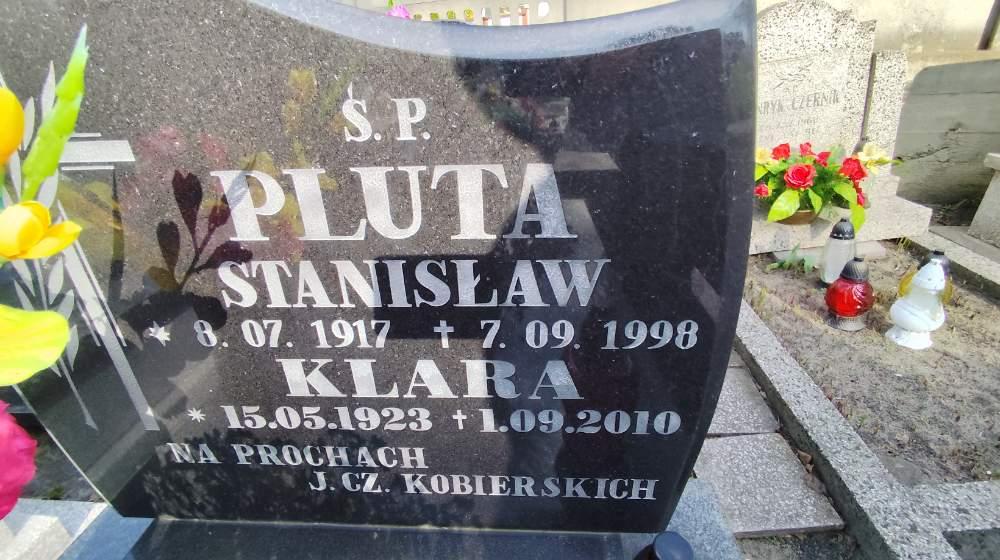 Ś. P.
PLUTA
STANISŁAW
* 8. 07. 1917 ✝ 7. 09. 1998
KLARA
* 15.05.1923 ✝ 1.09.2010
NA PROCHACH
J. CZ. KOBIERSKICH
CZERNIK